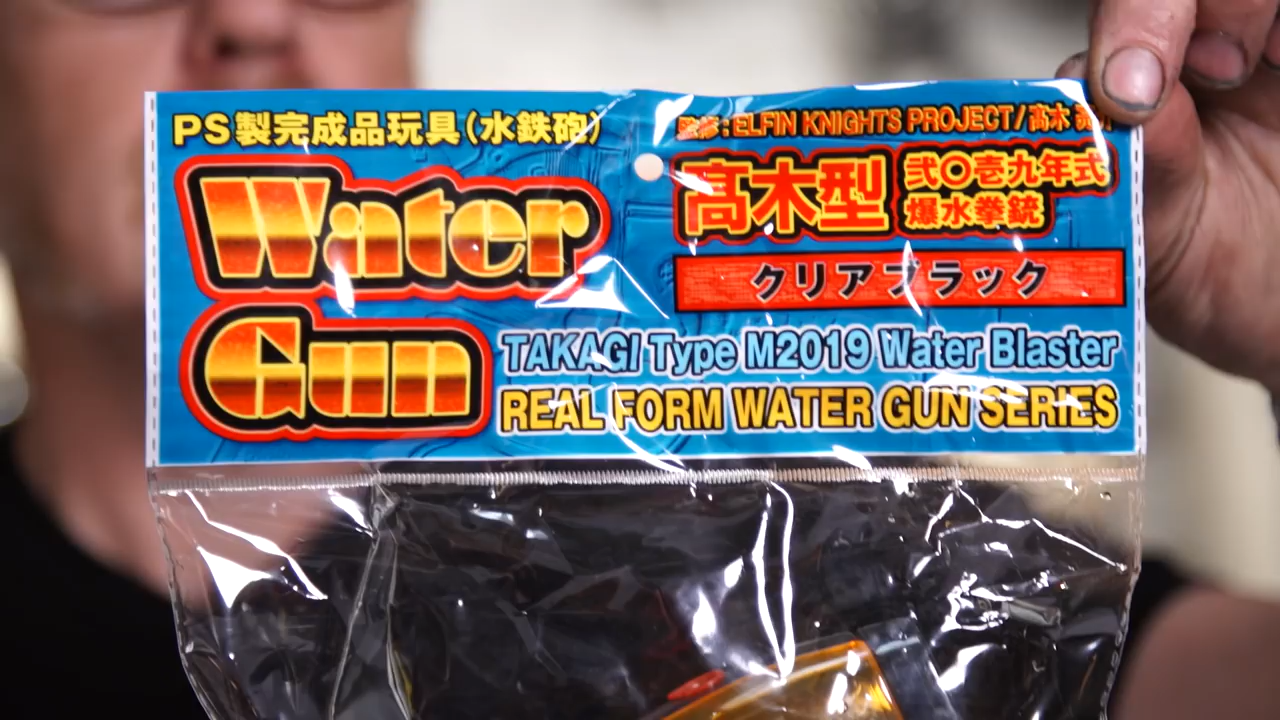 PS製完成品玩具(水鉄砲)
Water
Gun
監修:ELFIN KNIGHTS PROJECT/髙木
髙木型
弐〇壱九年式
爆水拳銃
クリアブラック
TAKAGI Type M2019 Water Blaster
REAL FORM WATER GUN SERIES